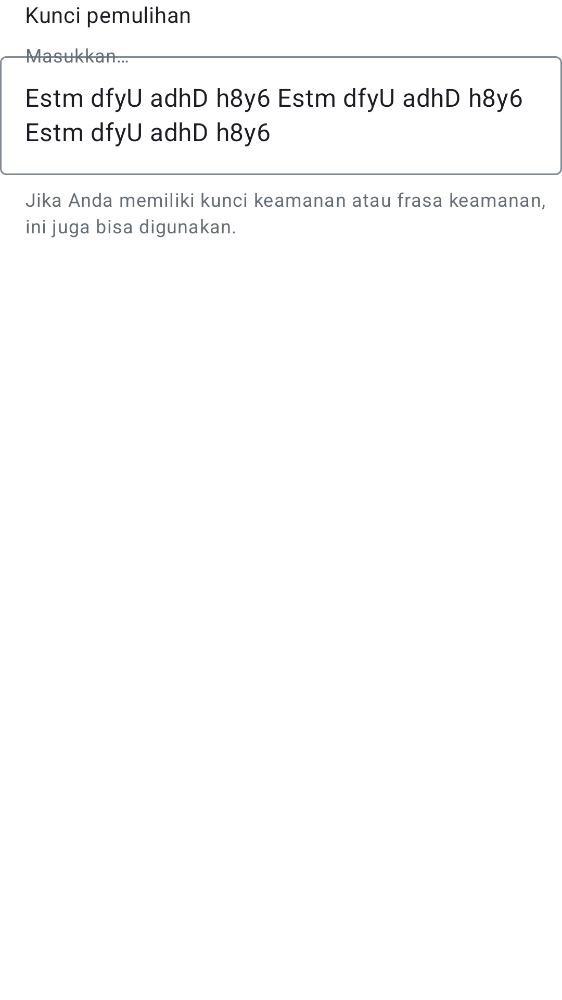 Kunci pemulihan
Masukkan…
Estm dfyU adhD h8y6 Estm dfyU adhD h8y6
Estm dfyU adhD h8y6
Jika Anda memiliki kunci keamanan atau frasa keamanan,
ini juga bisa digunakan.